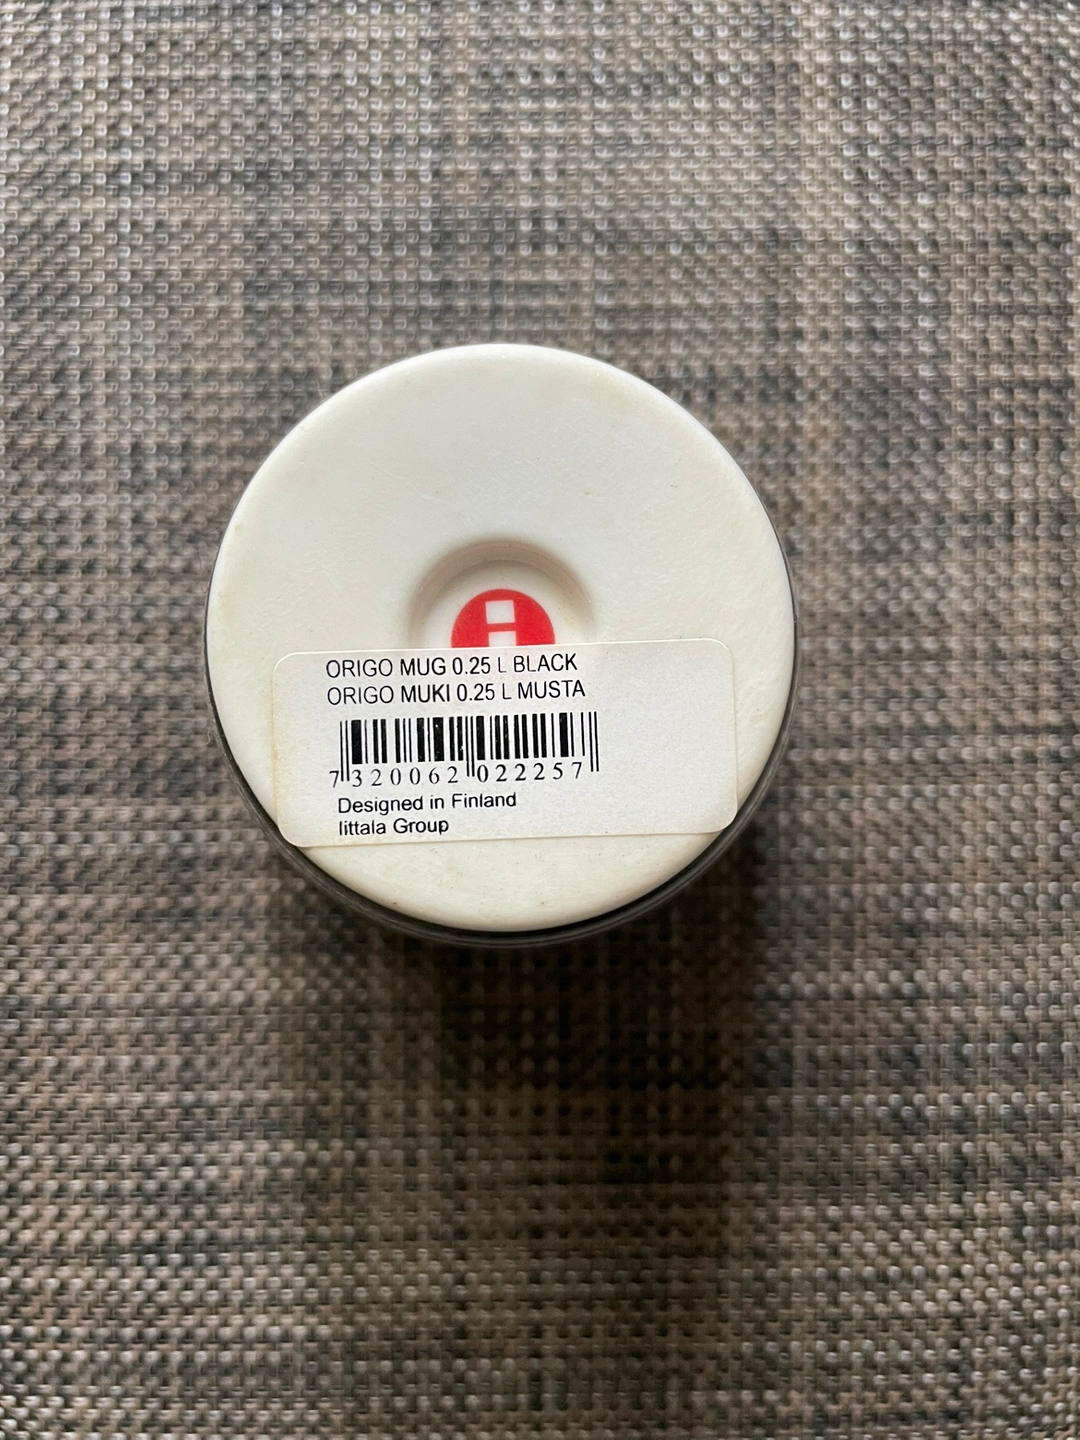 i
ORIGO MUG 0.25 L BLACK
ORIGO MUKI 0.25 L MUSTA
7 320062 022257
Designed in Finland
Iittala Group